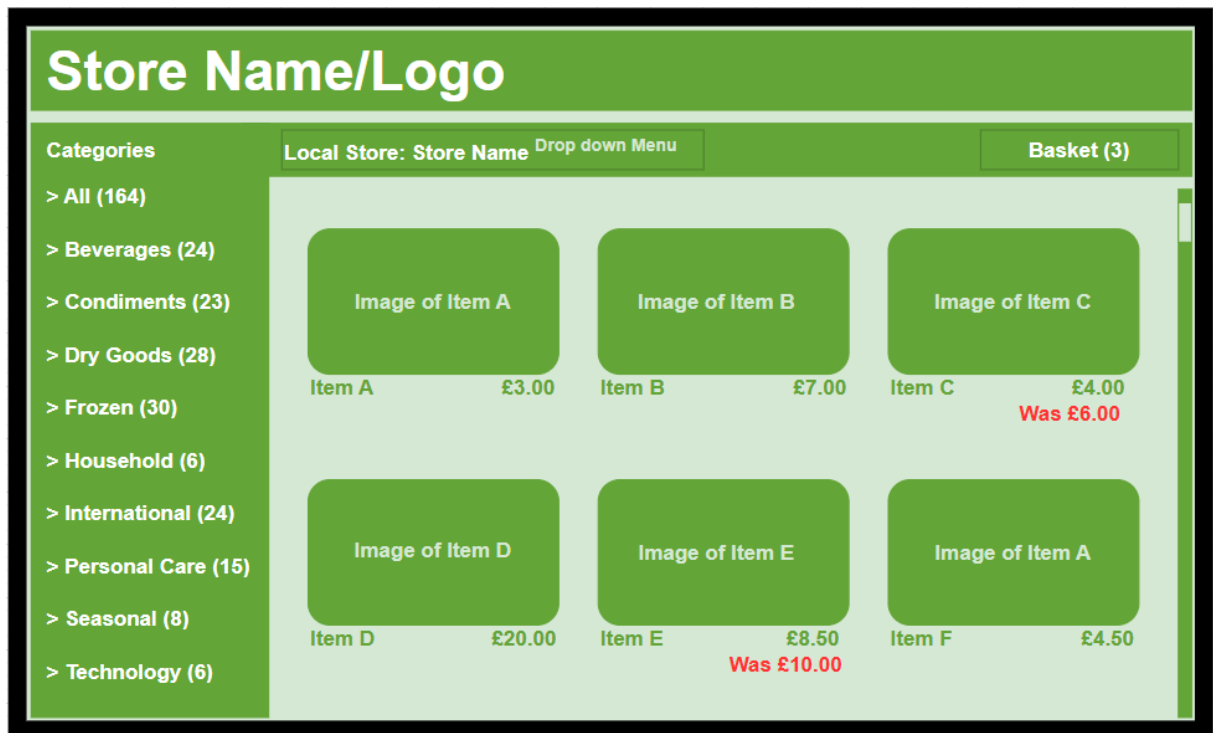 Store Name/Logo
Categories
> All (164)
> Beverages (24)
> Condiments (23)
> Dry Goods (28)
> Frozen (30)
> Household (6)
> International (24)
> Personal Care (15)
> Seasonal (8)
> Technology (6)
Local Store: Store Name Drop down Menu
Basket (3)
Image of Item A
Item A £3.00
Image of Item B
Item B £7.00
Image of Item C
Item C £4.00
Was £6.00
Image of Item D
Item D £20.00
Image of Item E
Item E £8.50
Was £10.00
Image of Item A
Item F £4.50